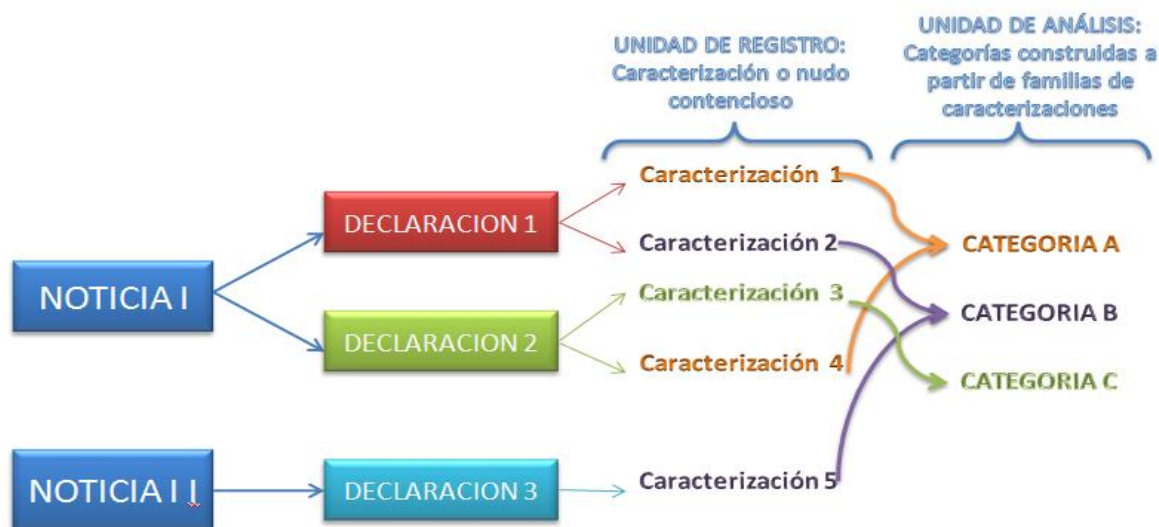 UNIDAD DE REGISTRO:
Caracterización o nudo
contencioso
UNIDAD DE ANÁLISIS:
Categorías construidas a
partir de familias de
caracterizaciones
NOTICIA I
DECLARACION 1
DECLARACION 2
Caracterización 1
Caracterización 2
Caracterización 3
Caracterización 4
CATEGORIA A
CATEGORIA B
CATEGORIA C
NOTICIA I I
DECLARACION 3
Caracterización 5